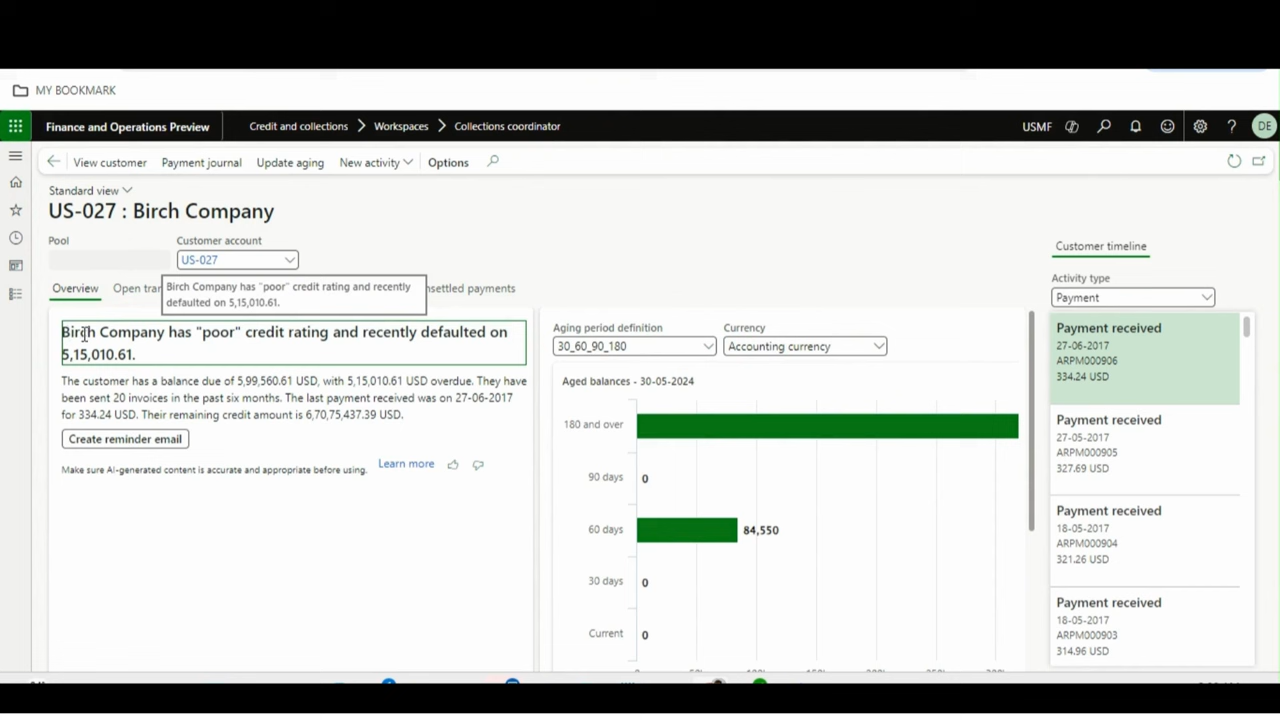 MY BOOKMARK
Finance and Operations Preview
Credit and collections
Workspaces
Collections coordinator
USMF
DE
View customer
Payment journal
Update aging
New activity
Options
Standard view
US-027 : Birch Company
Pool
Customer account
US-027
Customer timeline
Overview
Open tran
Birch Company has "poor" credit rating and recently
defaulted on 5,15,010.61.
nsettled payments
Activity type
Payment
Birch Company has "poor" credit rating and recently defaulted on
5,15,010.61.
The customer has a balance due of 5,99,560.61 USD, with 5,15,010.61 USD overdue. They have
been sent 20 invoices in the past six months. The last payment received was on 27-06-2017
for 334.24 USD. Their remaining credit amount is 6,70,75,437.39 USD.
Create reminder email
Make sure AI-generated content is accurate and appropriate before using.
Learn more
Aging period definition
Currency
30_60_90_180
Accounting currency
Aged balances - 30-05-2024
180 and over
90 days
0
60 days
84,550
30 days
0
Current
0
Payment received
27-06-2017
ARPM000906
334.24 USD
Payment received
27-05-2017
ARPM000905
327.69 USD
Payment received
18-05-2017
ARPM000904
321.26 USD
Payment received
18-05-2017
ARPM000903
314.96 USD